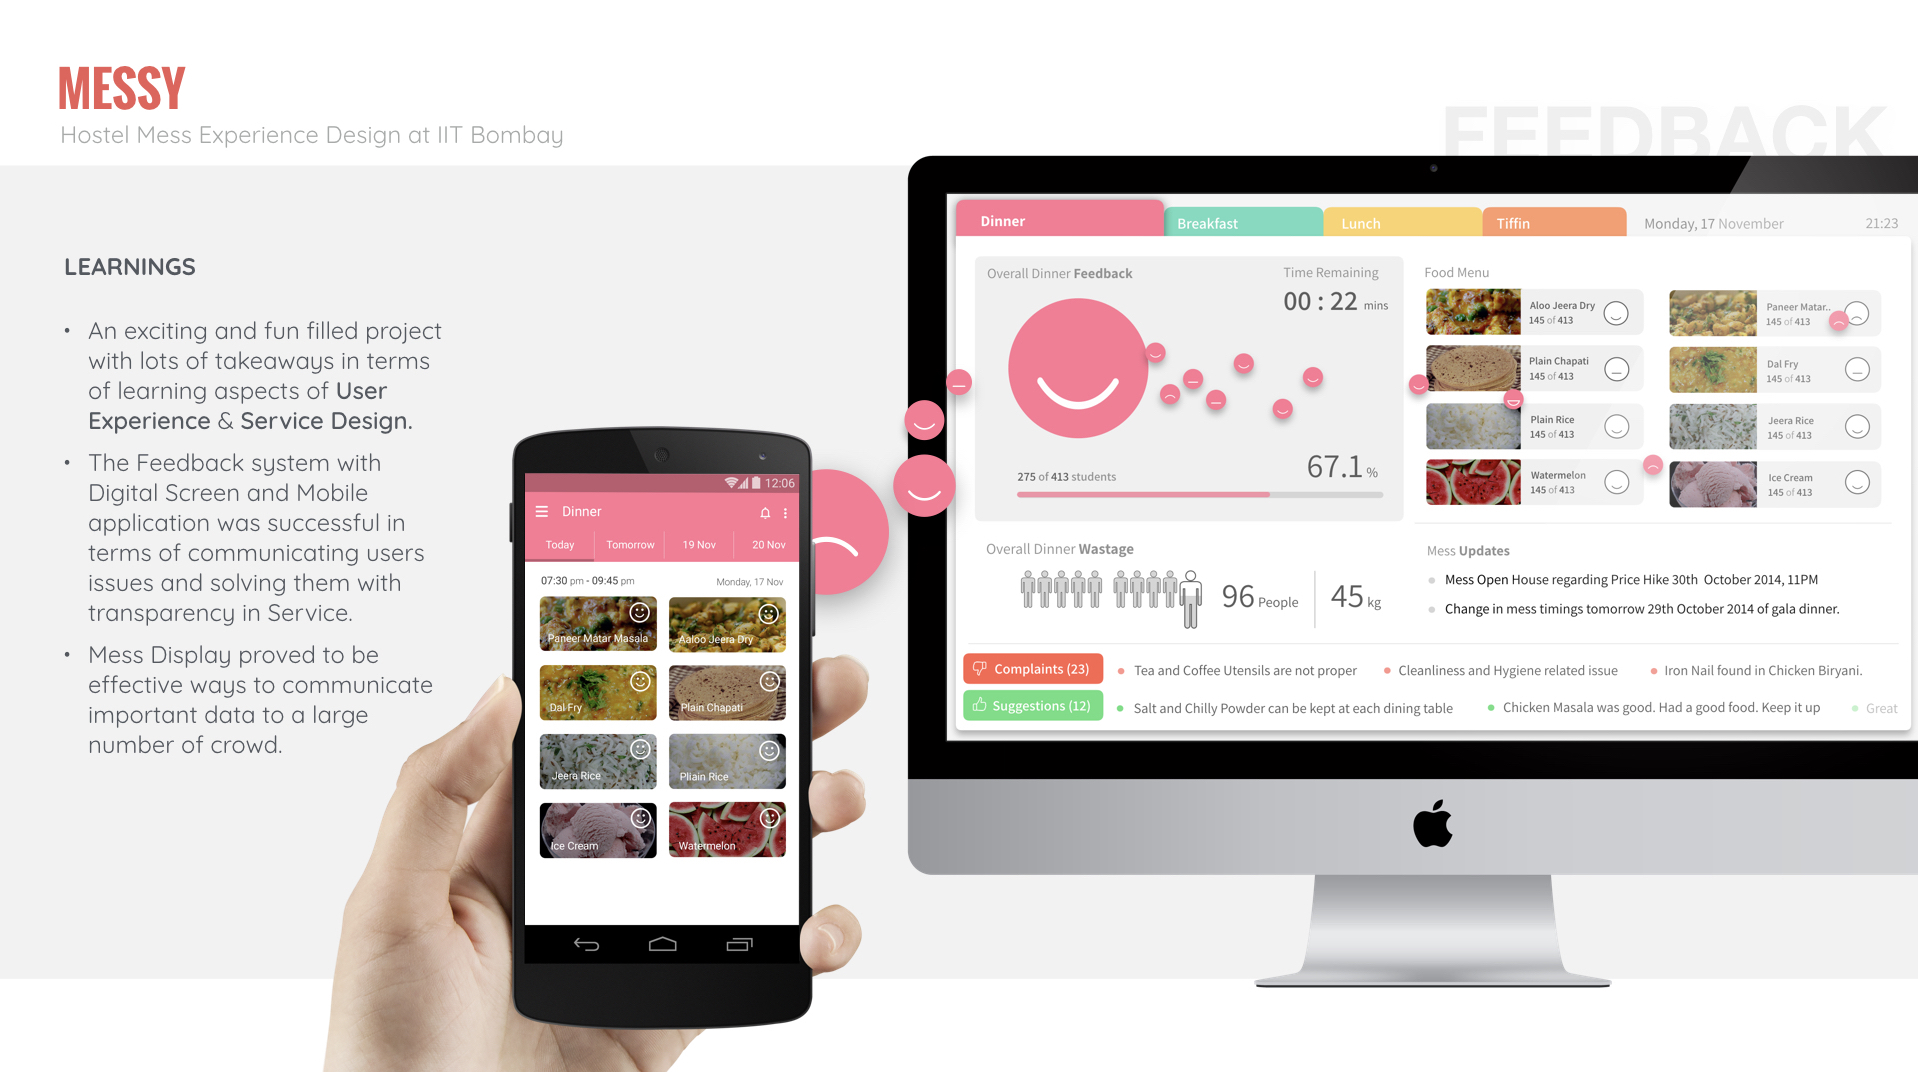 MESSY
Hostel Mess Experience Design at IIT Bombay
FEEDBACK
LEARNINGS
• An exciting and fun filled project
with lots of takeaways in terms
of learning aspects of User
Experience & Service Design.
• The Feedback system with
Digital Screen and Mobile
application was successful in
terms of communicating users
issues and solving them with
transparency in Service.
• Mess Display proved to be
effective ways to communicate
important data to a large
number of crowd.
12:06
Dinner
Today Tomorrow 19 Nov 20 Nov
07:30 pm - 09:45 pm Monday, 17 Nov
Paneer Matar Masala Aaloo Jeera Dry
Dal Fry Plain Chapati
Jeera Rice Pliain Rice
Ice Cream Watermelon
Dinner Breakfast Lunch Tiffin Monday, 17 November 21:23
Overall Dinner Feedback
Time Remaining
00 : 22 mins
275 of 413 students
67.1 %
Food Menu
Aloo Jeera Dry
145 of 413
Paneer Matar..
145 of 413
Plain Chapati
145 of 413
Dal Fry
145 of 413
Plain Rice
145 of 413
Jeera Rice
145 of 413
Watermelon
145 of 413
Ice Cream
145 of 413
Overall Dinner Wastage
96 People 45 kg
Mess Updates
Mess Open House regarding Price Hike 30th October 2014, 11PM
Change in mess timings tomorrow 29th October 2014 of gala dinner.
Complaints (23) • Tea and Coffee Utensils are not proper • Cleanliness and Hygiene related issue • Iron Nail found in Chicken Biryani.
Suggestions (12) • Salt and Chilly Powder can be kept at each dining table • Chicken Masala was good. Had a good food. Keep it up • Great